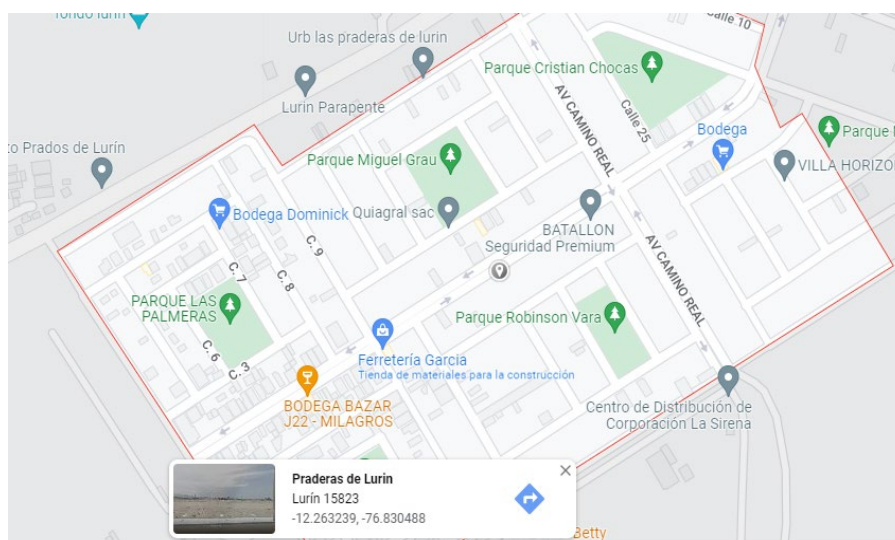 fondo lurin
Calle 10
Urb las praderas de lurin
Parque Cristian Chocas
Lurin Parapente
AV CAMINO REAL
Calle 25
Bodega
Parque
to Prados de Lurín
Parque Miguel Grau
VILLA HORIZO
Bodega Dominick
Quiagral sac
BATALLON
Seguridad Premium
C. 9
C. 7
C. 8
AV CAMINO REAL
PARQUE LAS
PALMERAS
Parque Robinson Vara
C. 6
C. 3
Ferretería Garcia
Tienda de materiales para la construcción
BODEGA BAZAR
J22 - MILAGROS
Centro de Distribución de
Corporación La Sirena
Praderas de Lurin
Lurín 15823
-12.263239, -76.830488
Betty